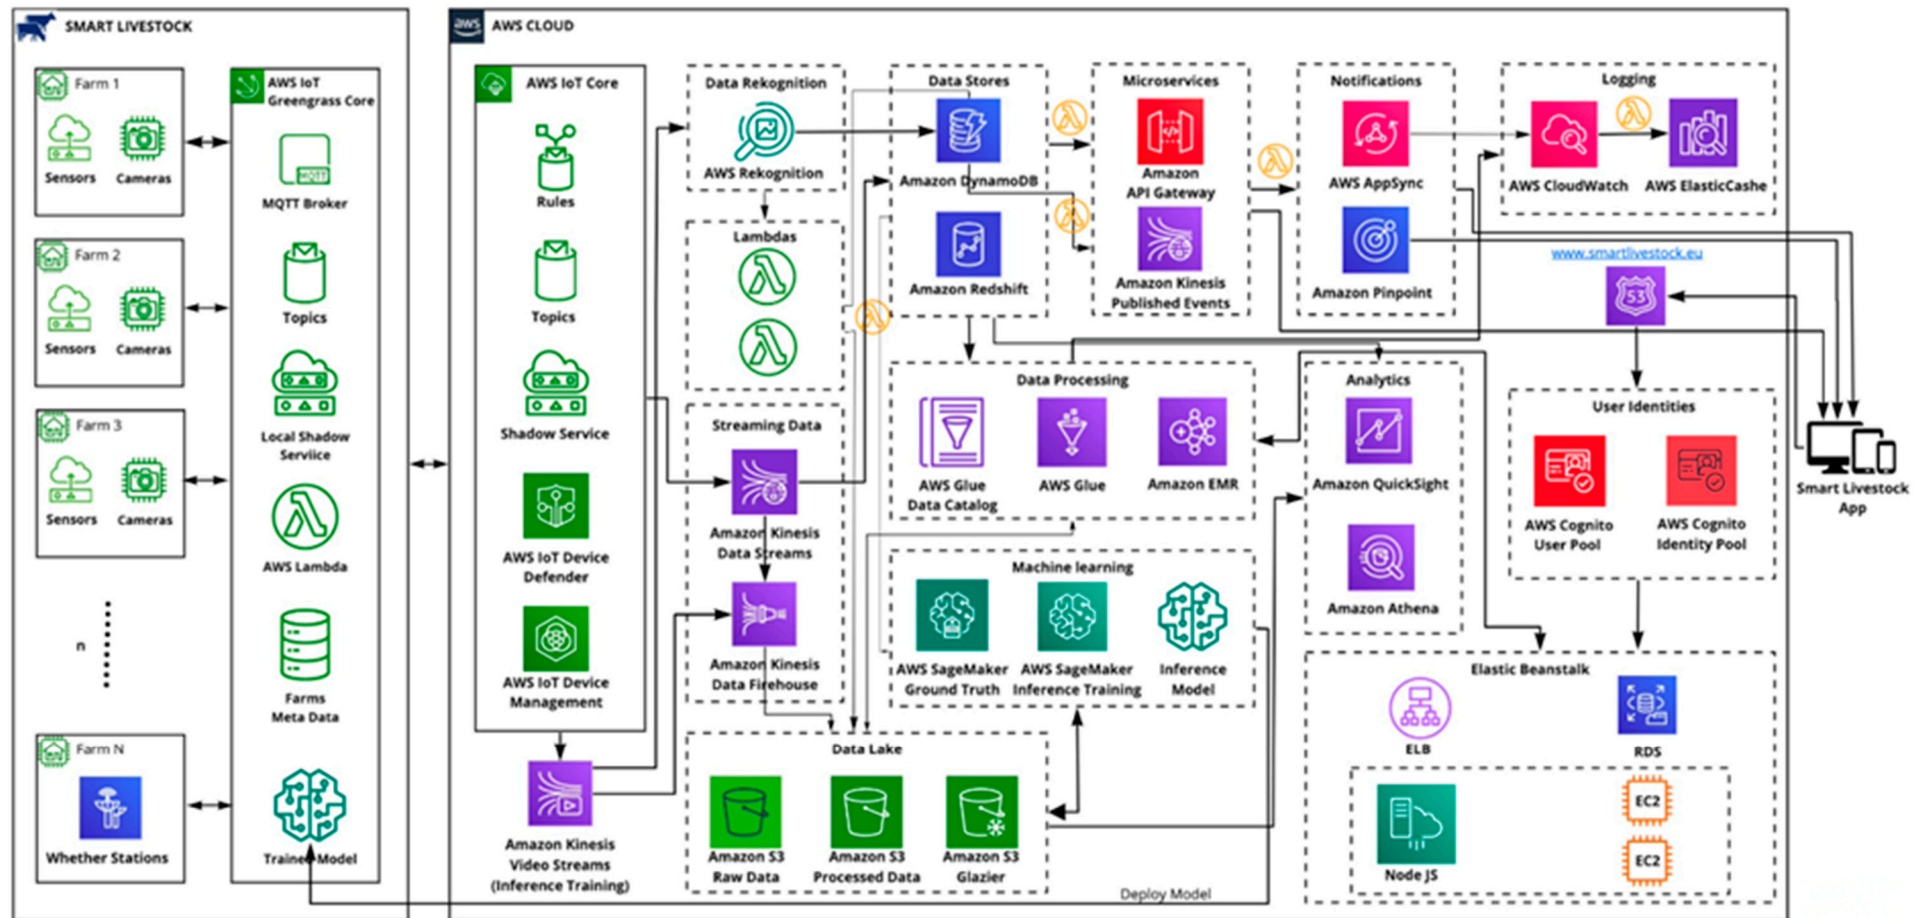 SMART LIVESTOCK
Farm 1
Sensors
Cameras
Farm 2
Sensors
Cameras
Farm 3
Sensors
Cameras
n
Farm N
Whether Stations
AWS IoT
Greengrass Core
MQTT
MQTT Broker
Topics
Local Shadow
Serviice
AWS Lambda
Farms
Meta Data
Trained Model
aws
AWS CLOUD
AWS IoT Core
Rules
Topics
Shadow Service
AWS IoT Device
Defender
AWS IoT Device
Management
Amazon Kinesis
Video Streams
(Inference Training)
Data Rekognition
AWS Rekognition
Lambdas
Streaming Data
Amazon Kinesis
Data Streams
Amazon Kinesis
Data Firehouse
Data Lake
Amazon S3
Raw Data
Amazon S3
Processed Data
Amazon S3
Glazier
Data Stores
Amazon DynamoDB
Amazon Redshift
Microservices
Amazon
API Gateway
Amazon Kinesis
Published Events
Notifications
AWS AppSync
Amazon Pinpoint
Logging
AWS CloudWatch
AWS ElasticCashe
www.smartlivestock.eu
53
Data Processing
AWS Glue
Data Catalog
AWS Glue
Amazon EMR
Machine learning
AWS SageMaker
Ground Truth
AWS SageMaker
Inference Training
Inference
Model
Analytics
Amazon QuickSight
Amazon Athena
User Identities
AWS Cognito
User Pool
AWS Cognito
Identity Pool
Smart Livestock
App
Elastic Beanstalk
ELB
RDS
Node JS
EC2
EC2
Deploy Model